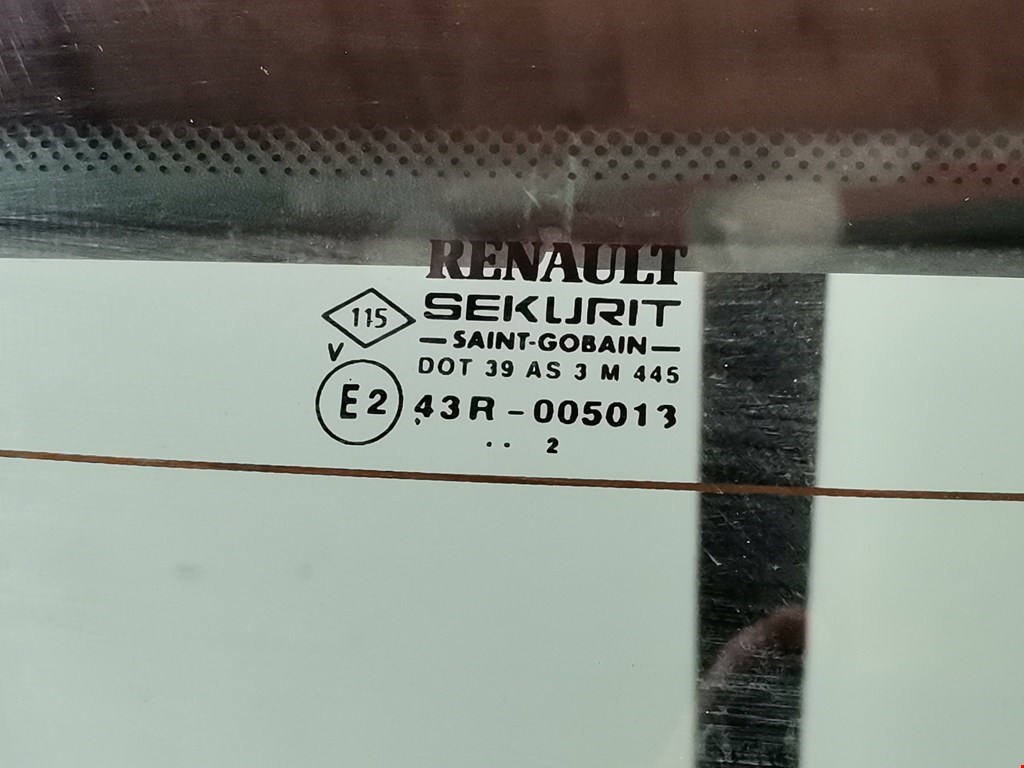 RENAULT
115 SEKURIT
— SAINT-GOBAIN —
V
DOT 39 AS 3 M 445
E2 43R - 005013
. . 2